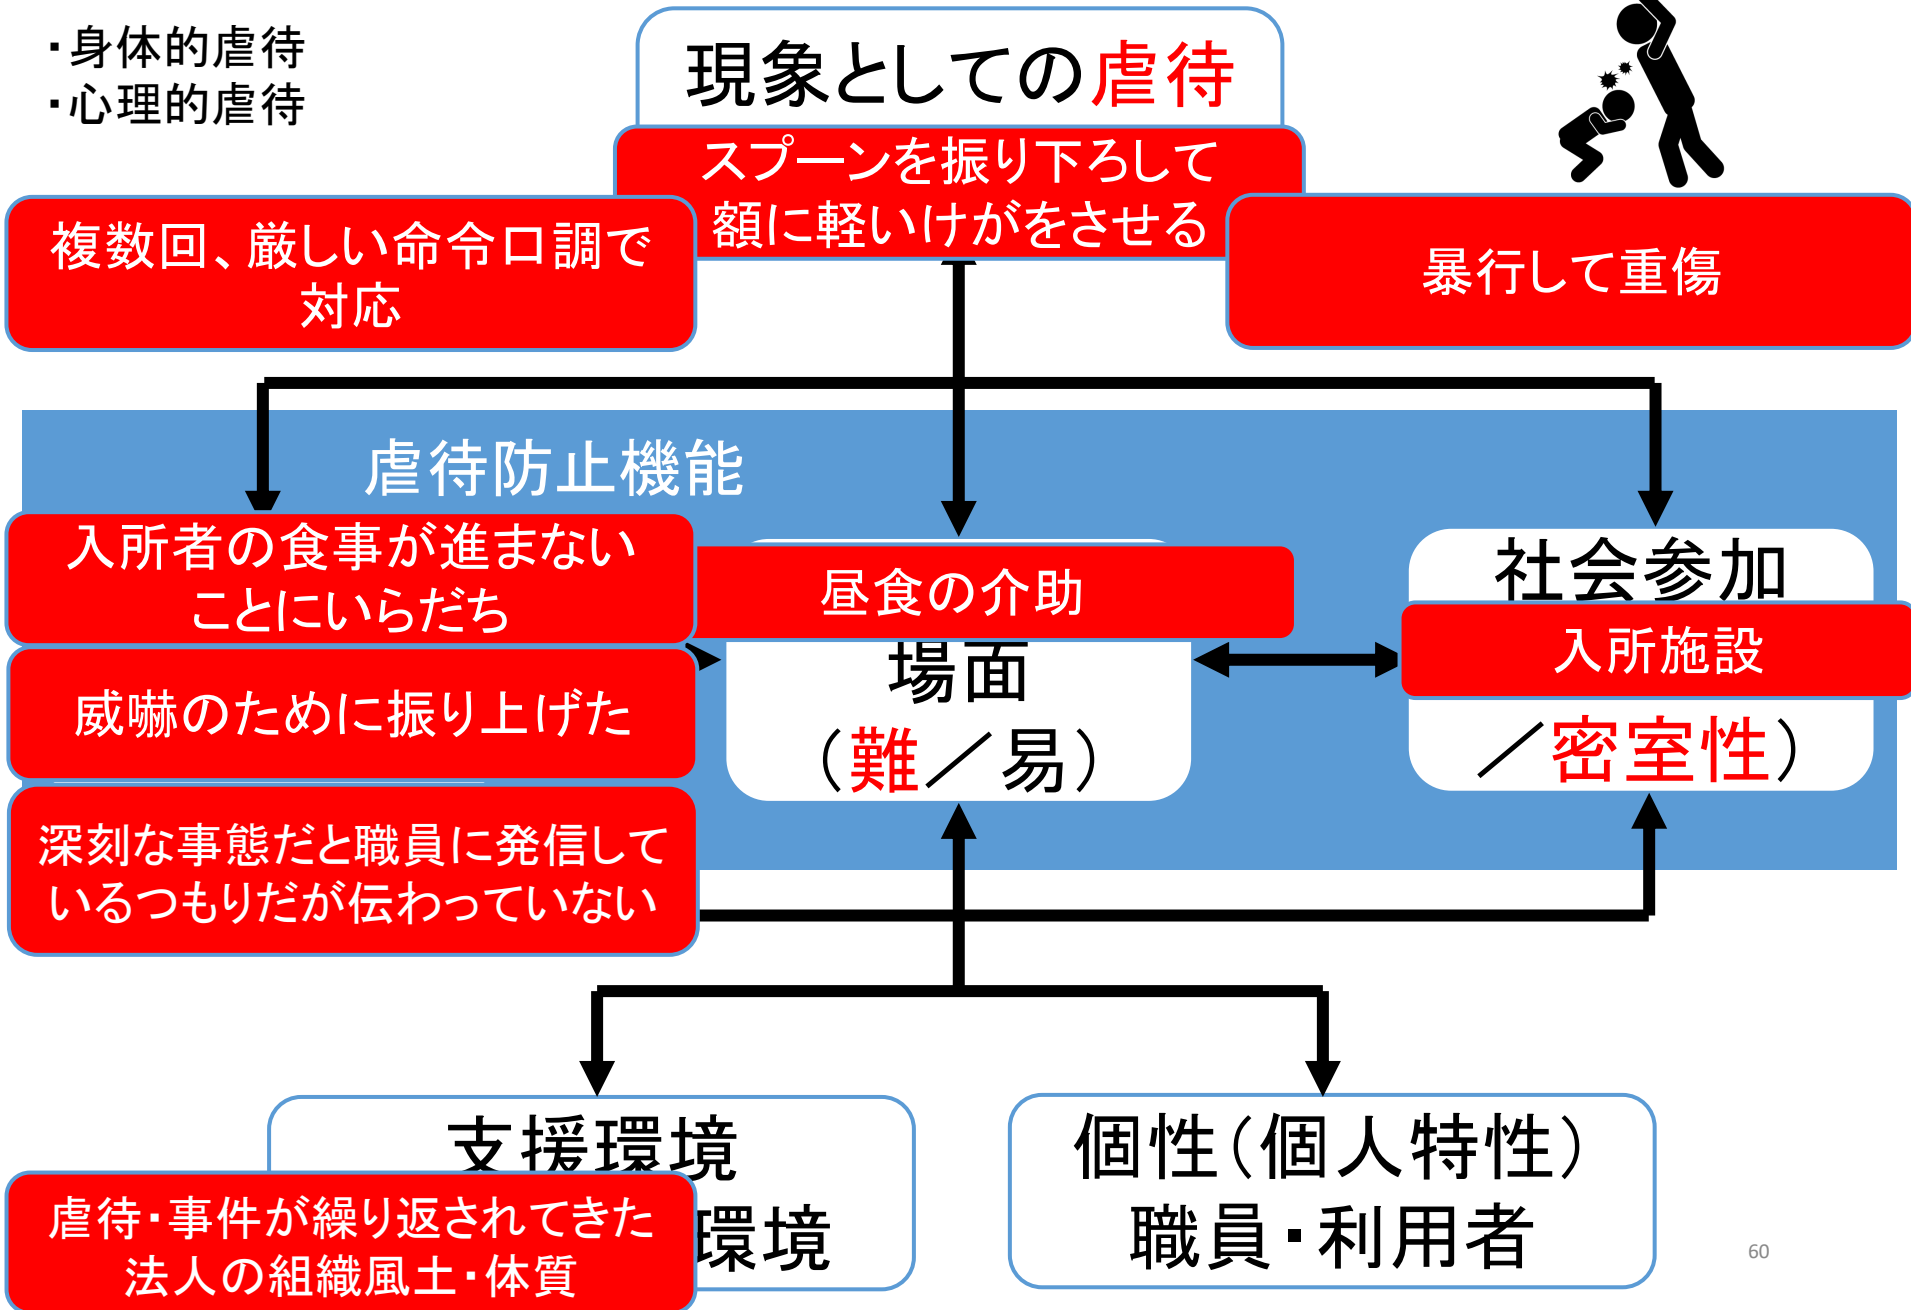 ・身体的虐待
・心理的虐待
現象としての虐待
スプーンを振り下ろして
額に軽いけがをさせる
複数回、厳しい命令口調で
対応
暴行して重傷
虐待防止機能
入所者の食事が進まない
ことにいらだち
昼食の介助
場面
（難／易）
社会参加
入所施設
／密室性）
威嚇のために振り上げた
深刻な事態だと職員に発信して
いるつもりだが伝わっていない
支援環境
環境
虐待・事件が繰り返されてきた
法人の組織風土・体質
個性（個人特性）
職員・利用者
60